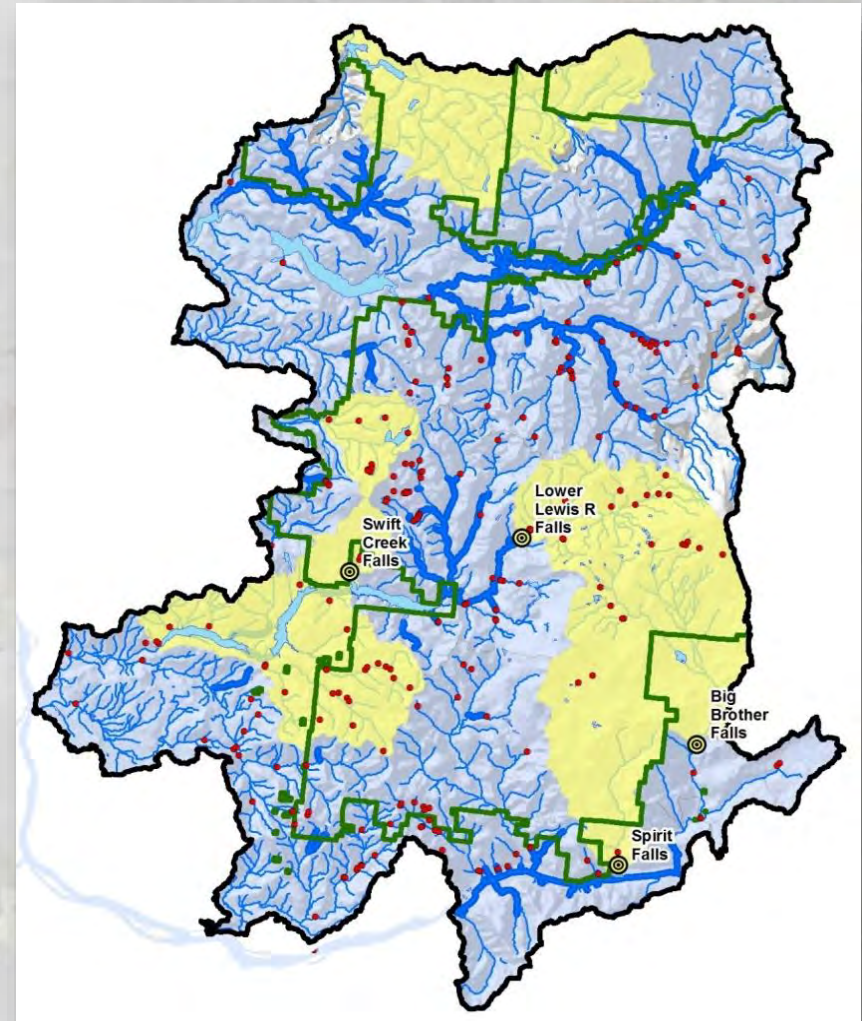 Lower
Lewis R
Falls
Swift
Creek
Falls
Big
Brother
Falls
Spirit
Falls